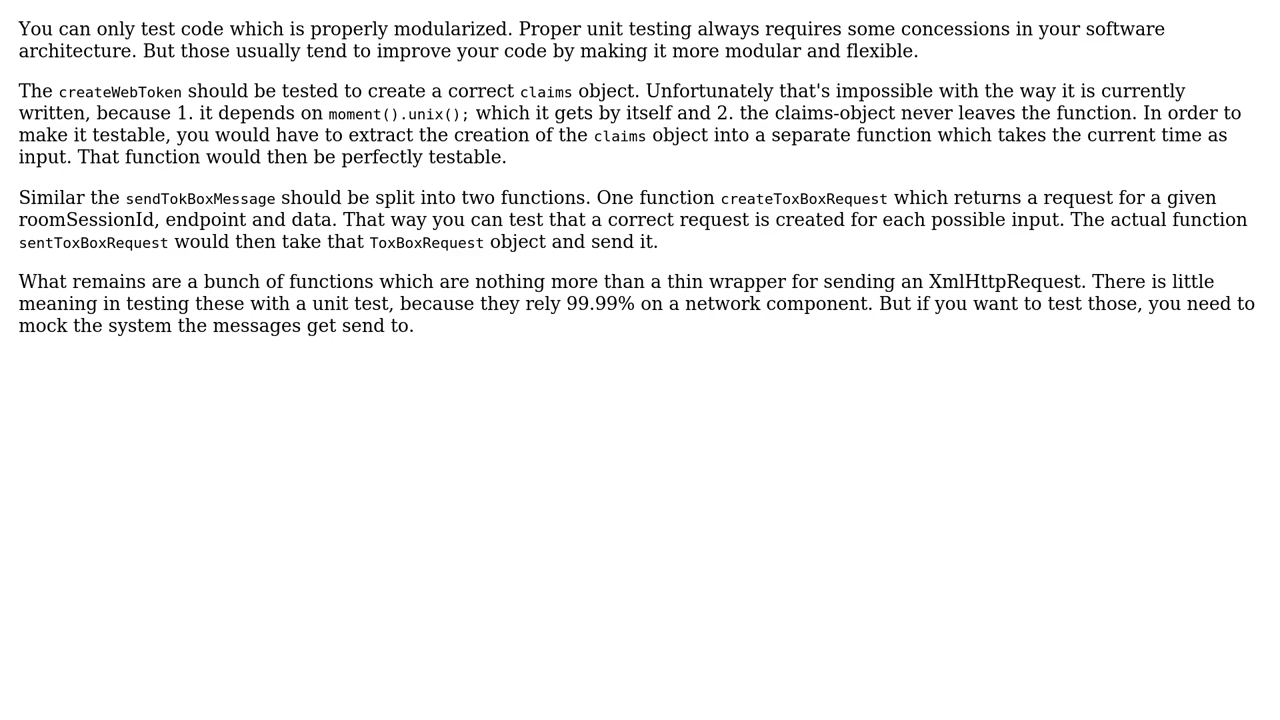 You can only test code which is properly modularized. Proper unit testing always requires some concessions in your software
architecture. But those usually tend to improve your code by making it more modular and flexible.
The createWebToken should be tested to create a correct claims object. Unfortunately that's impossible with the way it is currently
written, because 1. it depends on moment().unix(); which it gets by itself and 2. the claims-object never leaves the function. In order to
make it testable, you would have to extract the creation of the claims object into a separate function which takes the current time as
input. That function would then be perfectly testable.
Similar the sendTokBoxMessage should be split into two functions. One function createToxBoxRequest which returns a request for a given
roomSessionId, endpoint and data. That way you can test that a correct request is created for each possible input. The actual function
sentToxBoxRequest would then take that ToxBoxRequest object and send it.
What remains are a bunch of functions which are nothing more than a thin wrapper for sending an XmlHttpRequest. There is little
meaning in testing these with a unit test, because they rely 99.99% on a network component. But if you want to test those, you need to
mock the system the messages get send to.